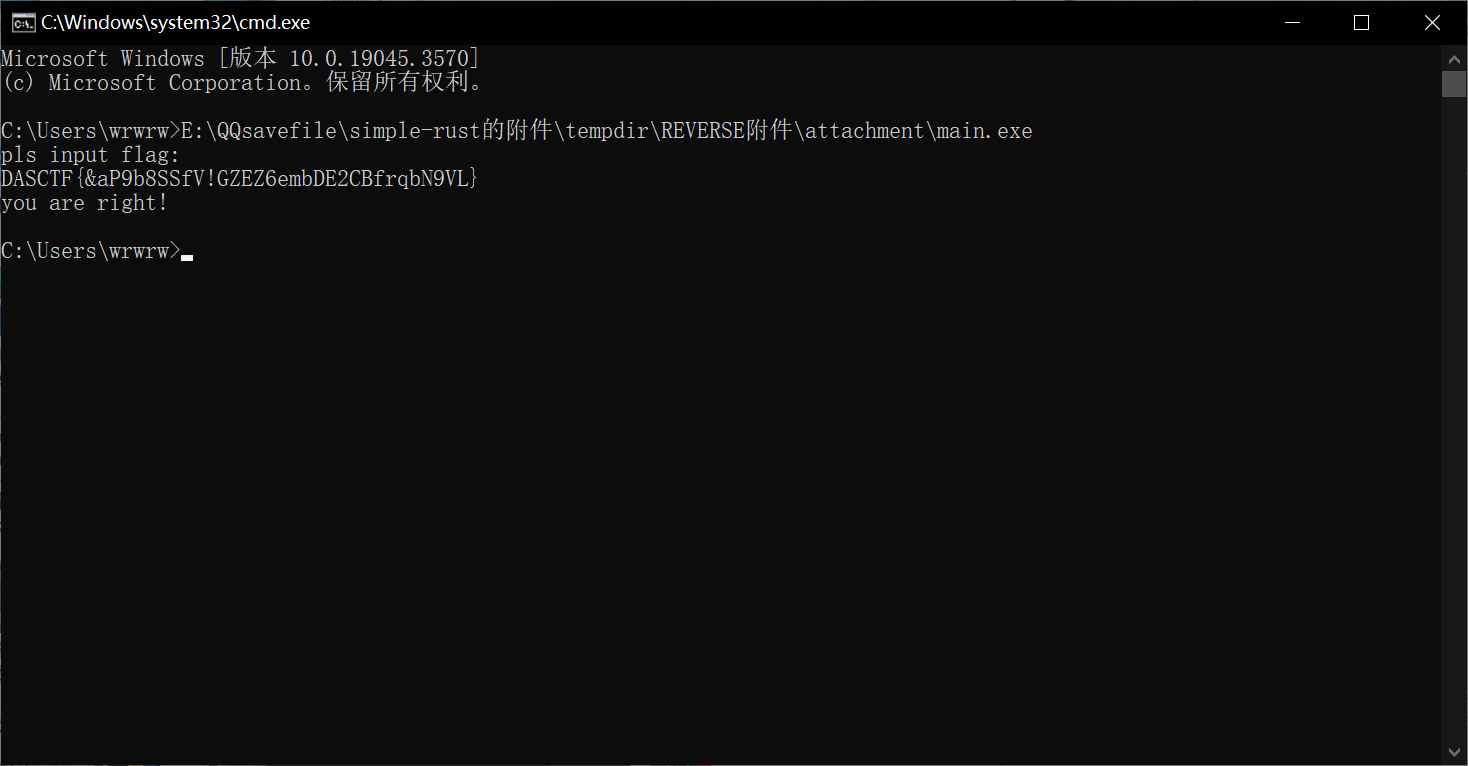 C:\Windows\system32\cmd.exe
Microsoft Windows [版本 10.0.19045.3570]
(c) Microsoft Corporation。保留所有权利。
C:\Users\wrwrw>E:\QQsavefile\simple-rust的附件\tempdir\REVERSE附件\attachment\main.exe
pls input flag:
DASCTF{&aP9b8SSfV!GZEZ6embDE2CBfrqbN9VL}
you are right!
C:\Users\wrwrw>